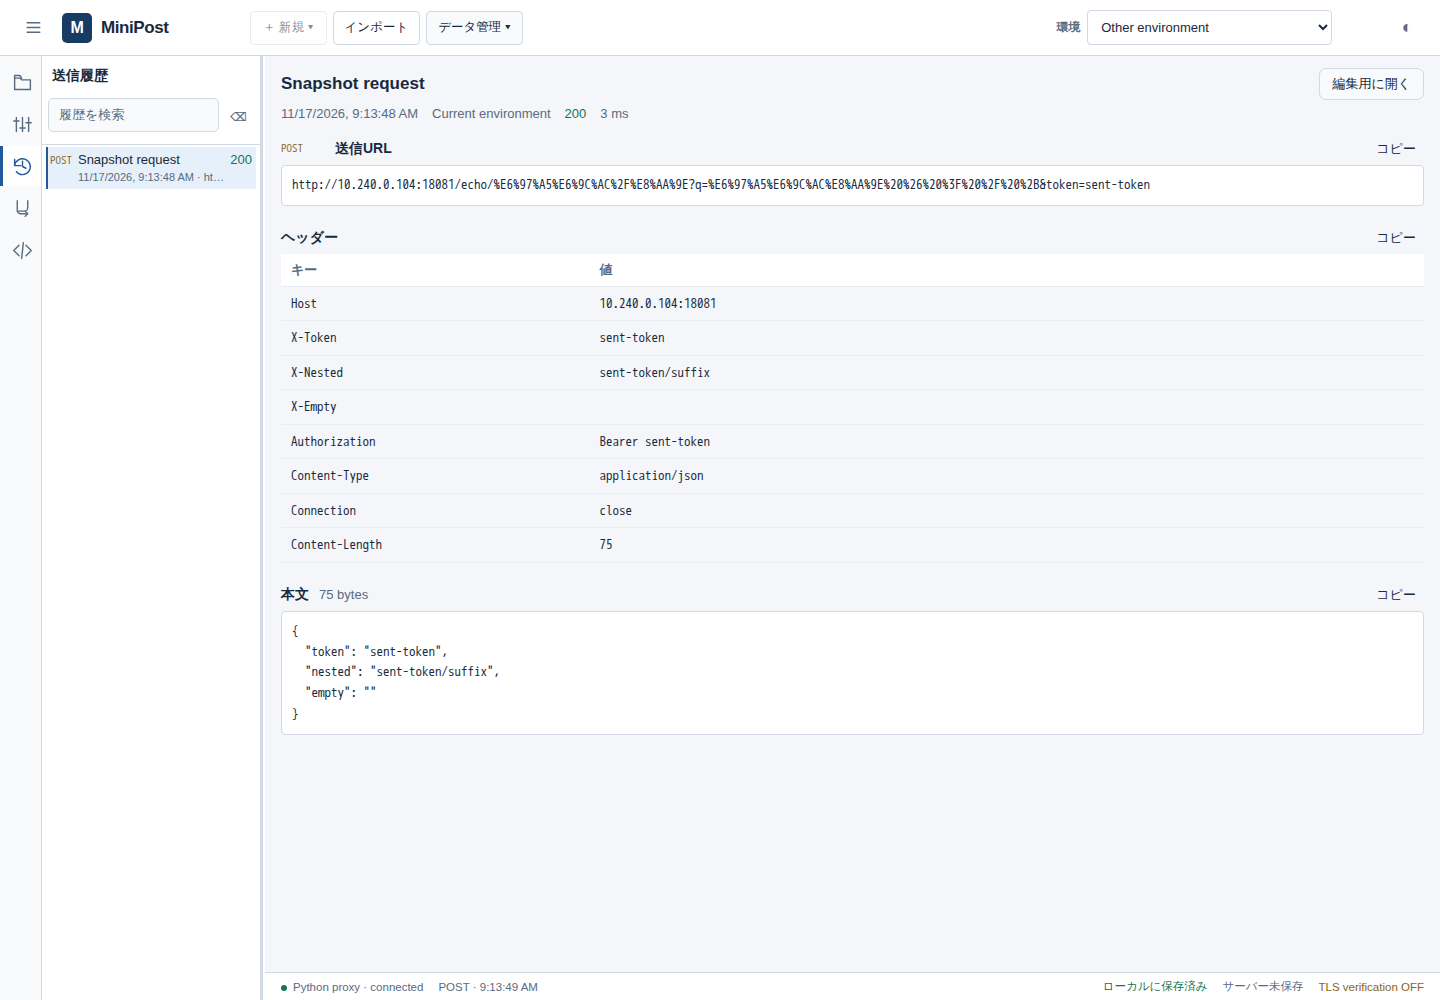 M MiniPost ＋ 新規 ▾ インポート データ管理 ▾ 環境 Other environment
送信履歴
履歴を検索
POST Snapshot request 200
11/17/2026, 9:13:48 AM · ht…
Snapshot request 編集用に開く
11/17/2026, 9:13:48 AM Current environment 200 3 ms
POST 送信URL コピー
http://10.240.0.104:18081/echo/%E6%97%A5%E6%9C%AC%2F%E8%AA%9E?q=%E6%97%A5%E6%9C%AC%E8%AA%9E%20%26%20%3F%20%2F%20%2B&token=sent-token
ヘッダー コピー
キー 値
Host 10.240.0.104:18081
X-Token sent-token
X-Nested sent-token/suffix
X-Empty
Authorization Bearer sent-token
Content-Type application/json
Connection close
Content-Length 75
本文 75 bytes コピー
{
"token": "sent-token",
"nested": "sent-token/suffix",
"empty": ""
}
Python proxy · connected POST · 9:13:49 AM ローカルに保存済み サーバー未保存 TLS verification OFF